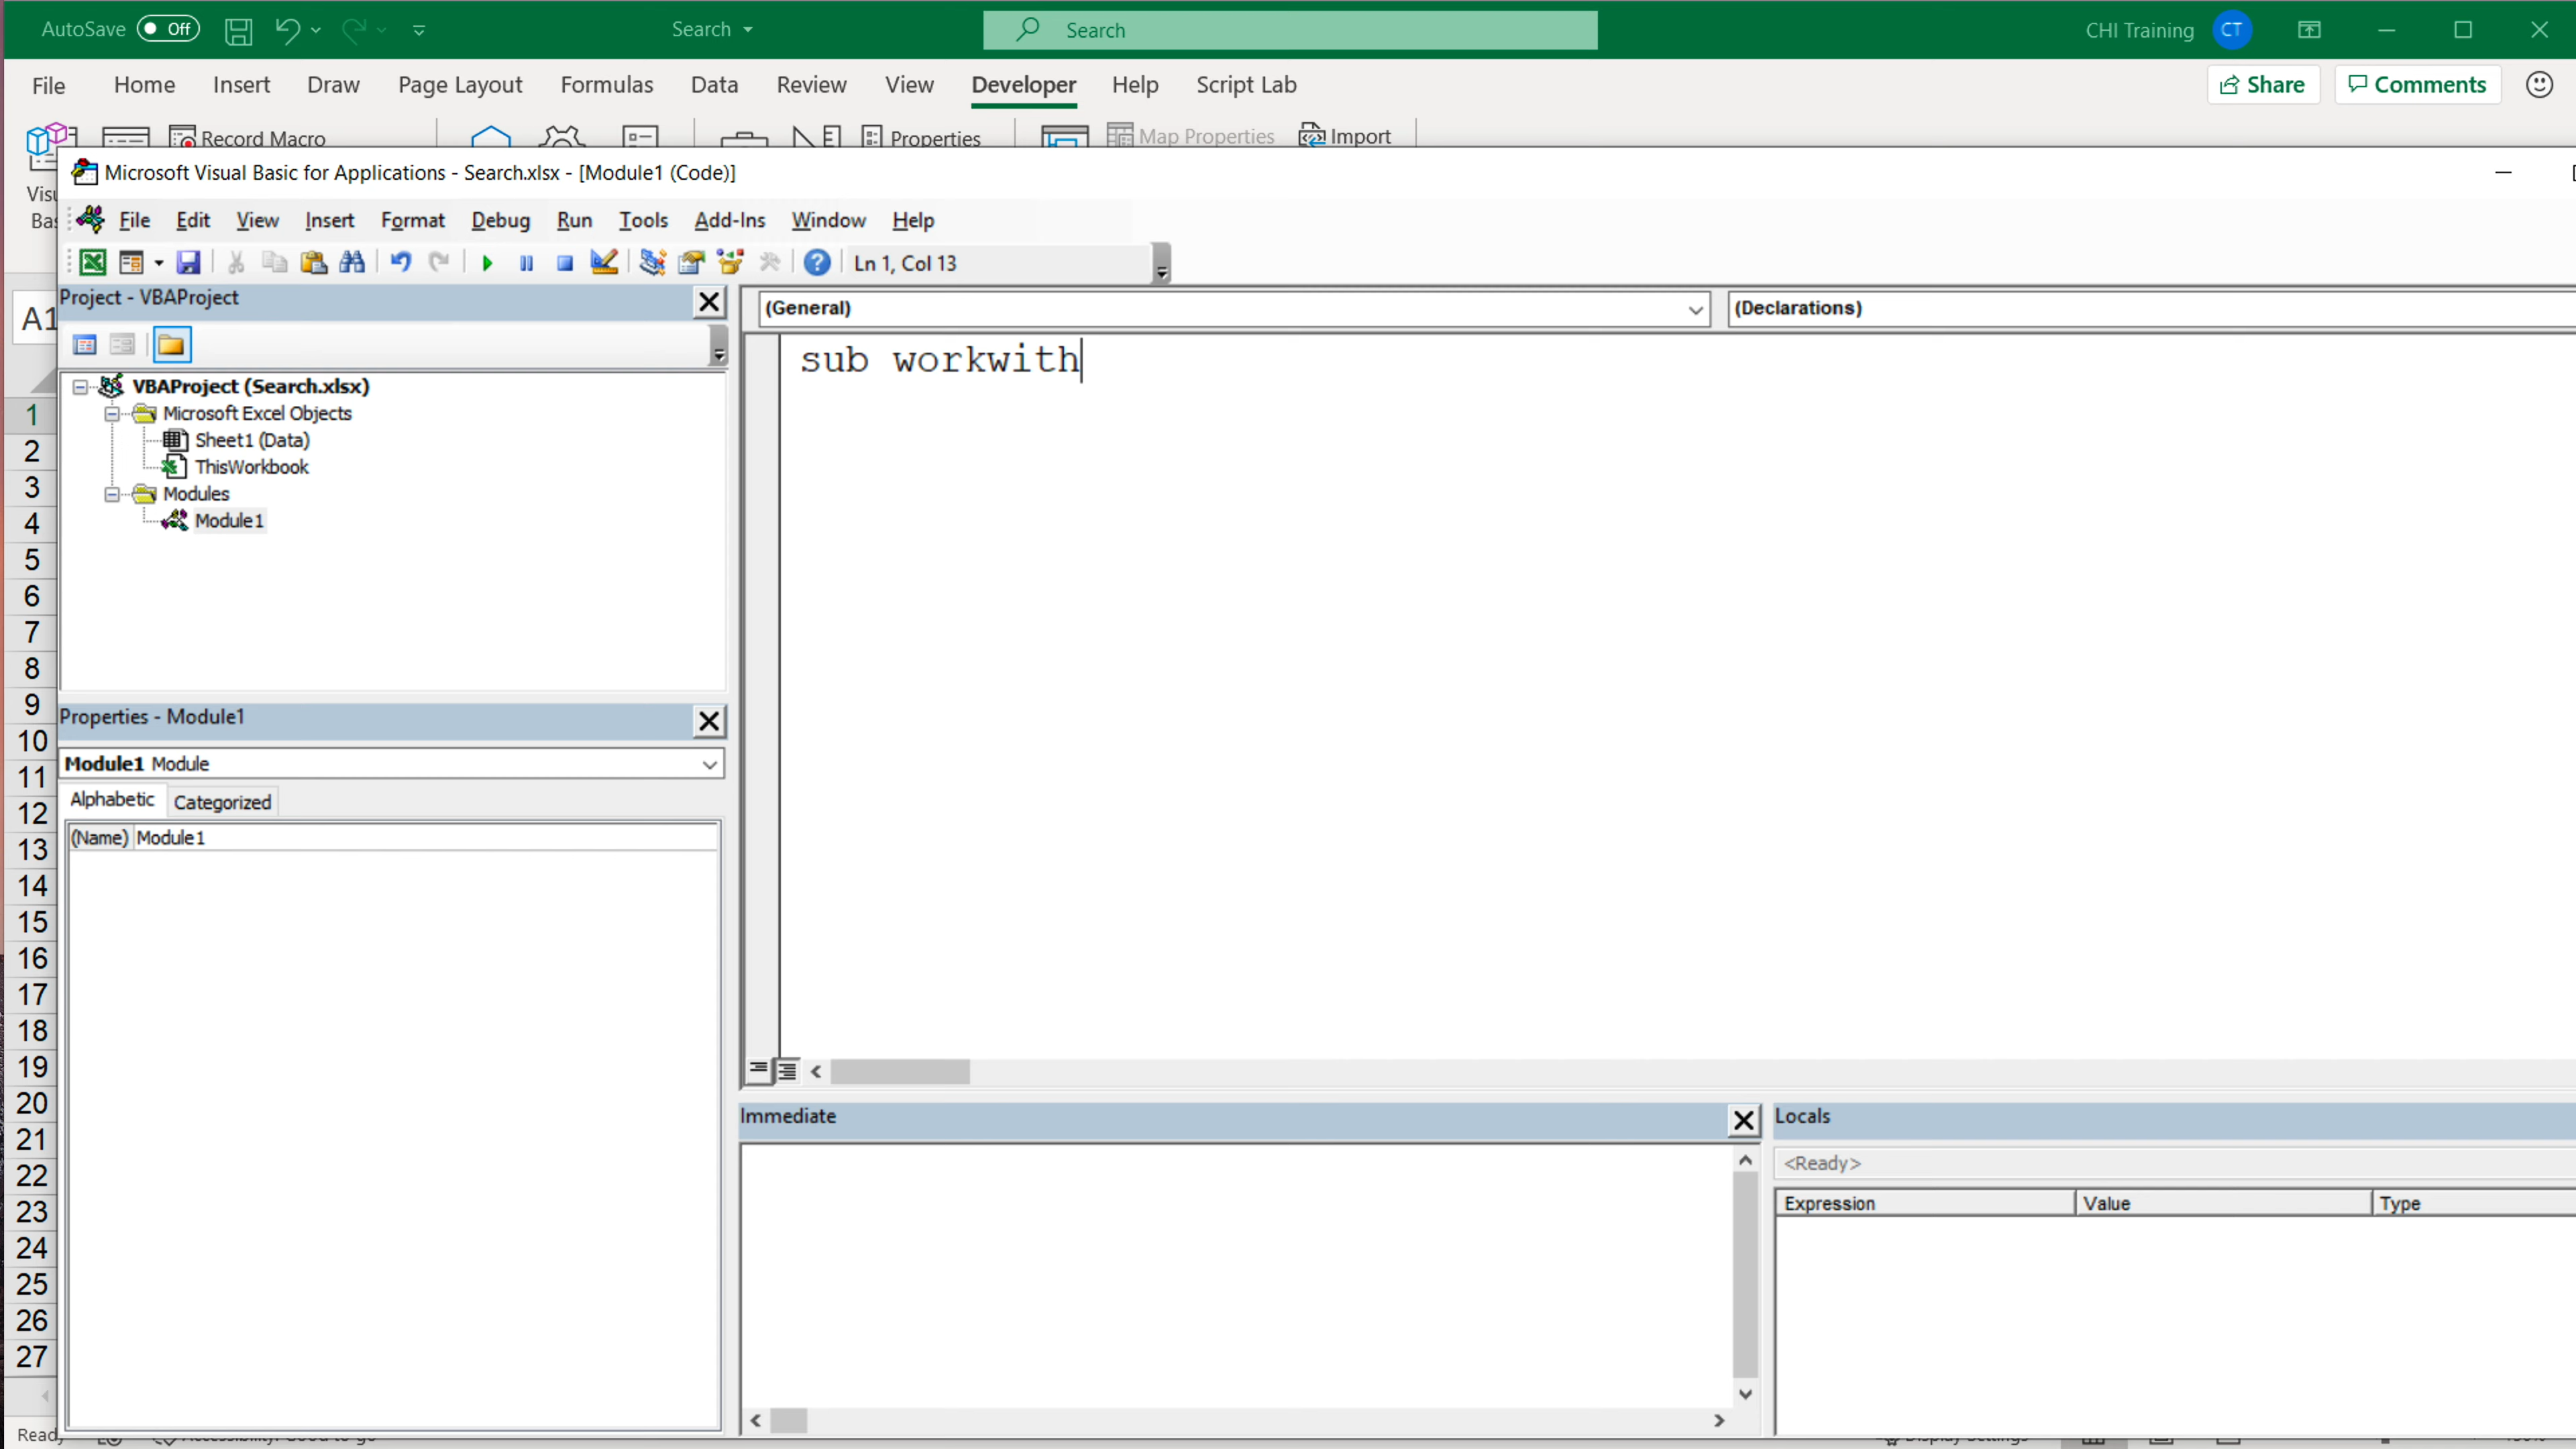 AutoSave Off Search Search CHI Training CT
File Home Insert Draw Page Layout Formulas Data Review View Developer Help Script Lab Share Comments
Record Macro Properties Map Properties Import
Microsoft Visual Basic for Applications - Search.xlsx - [Module1 (Code)]
File Edit View Insert Format Debug Run Tools Add-Ins Window Help
Ln 1, Col 13
Project - VBAProject
(General) (Declarations)
sub workwith
VBAProject (Search.xlsx)
Microsoft Excel Objects
Sheet1 (Data)
ThisWorkbook
Modules
Module1
Properties - Module1
Module1 Module
Alphabetic Categorized
(Name) Module1
Immediate
Locals
<Ready>
Expression Value Type
A1
1
2
3
4
5
6
7
8
9
10
11
12
13
14
15
16
17
18
19
20
21
22
23
24
25
26
27